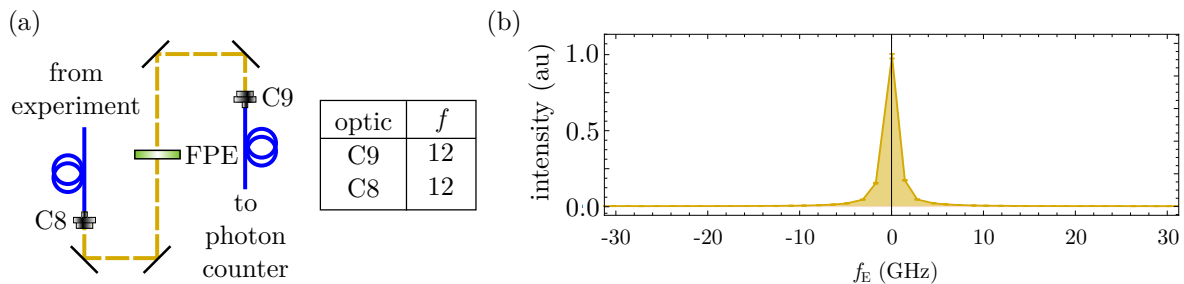 (a)
from
experiment
C8
FPE
C9
to
photon
counter
optic f
C9 12
C8 12
(b)
intensity (au)
1.0
0.5
0.0
-30 -20 -10 0 10 20 30
f_E (GHz)